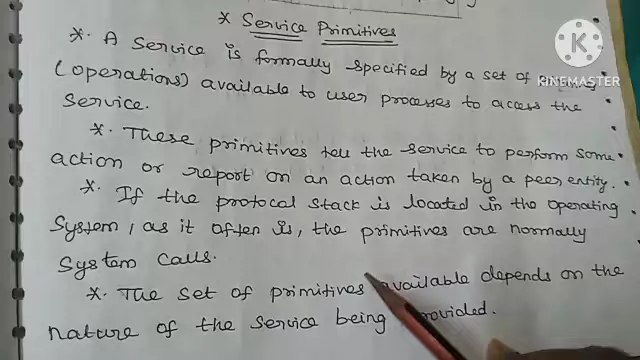 * Service Primitives
*. A Service is formally specified by a set of
(operations) available to user processes to access the
Service.
*. These primitives tell the service to perform some
action or report on an action taken by a peer entity.
*. If the protocal stack is located in the operating
System, as it often is, the primitives are normally
System calls.
*. The set of primitives available depends on the
nature of the service being provided.
KINEMASTER